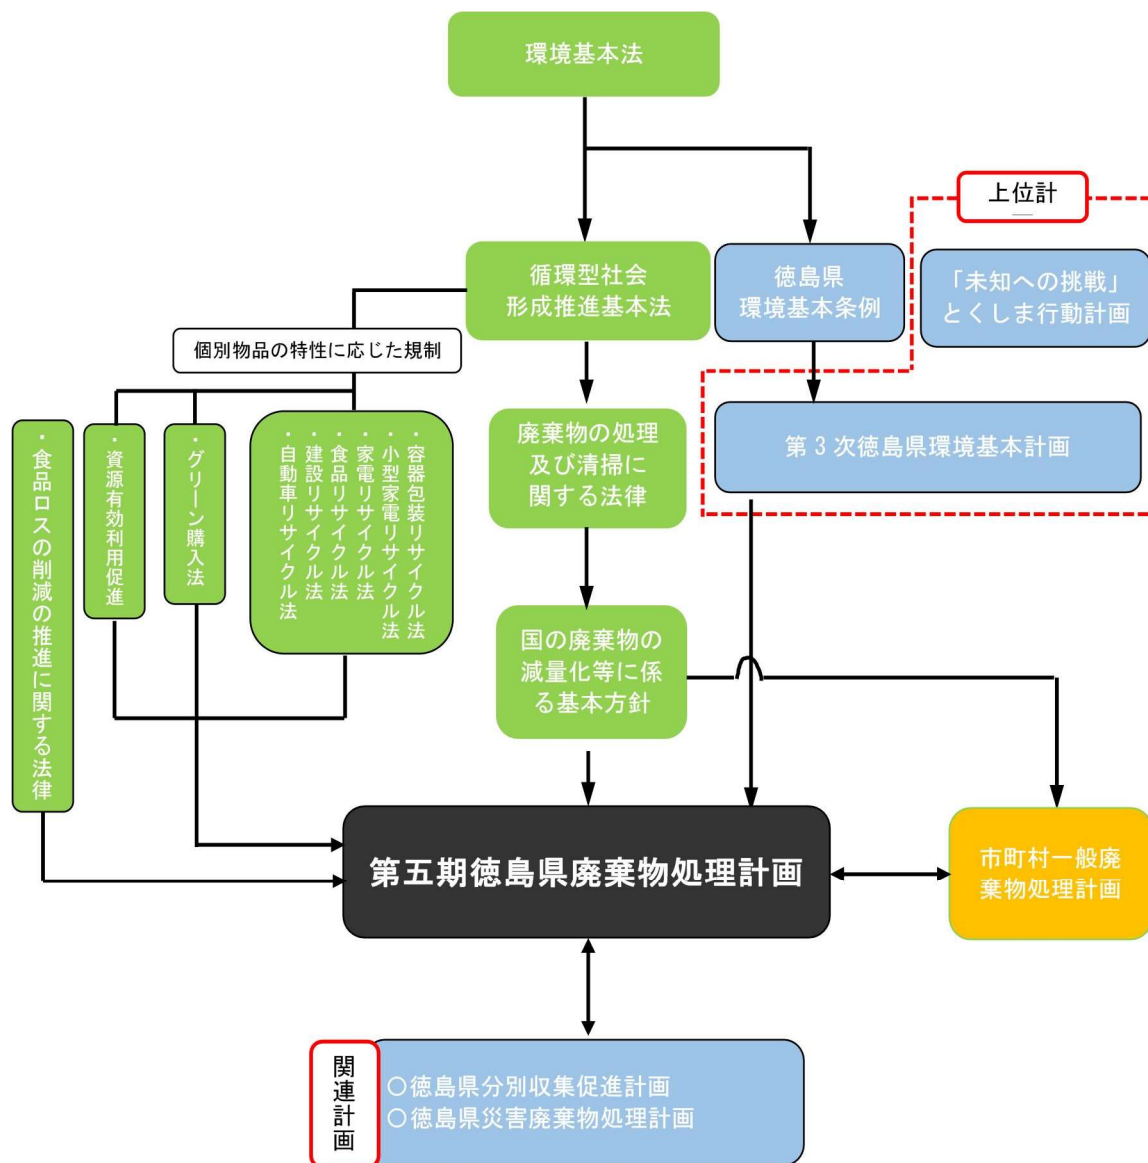 環境基本法
上位計
循環型社会
形成推進基本法
徳島県
環境基本条例
「未知への挑戦」
とくしま行動計画
個別物品の特性に応じた規制
・食品ロスの削減の推進に関する法律
・資源有効利用促進
・グリーン購入法
・容器包装リサイクル法
・小型家電リサイクル法
・家電リサイクル法
・食品リサイクル法
・建設リサイクル法
・自動車リサイクル法
廃棄物の処理
及び清掃に
関する法律
第3次徳島県環境基本計画
国の廃棄物の
減量化等に係
る基本方針
第五期徳島県廃棄物処理計画
市町村一般廃
棄物処理計画
関連計画
○徳島県分別収集促進計画
○徳島県災害廃棄物処理計画